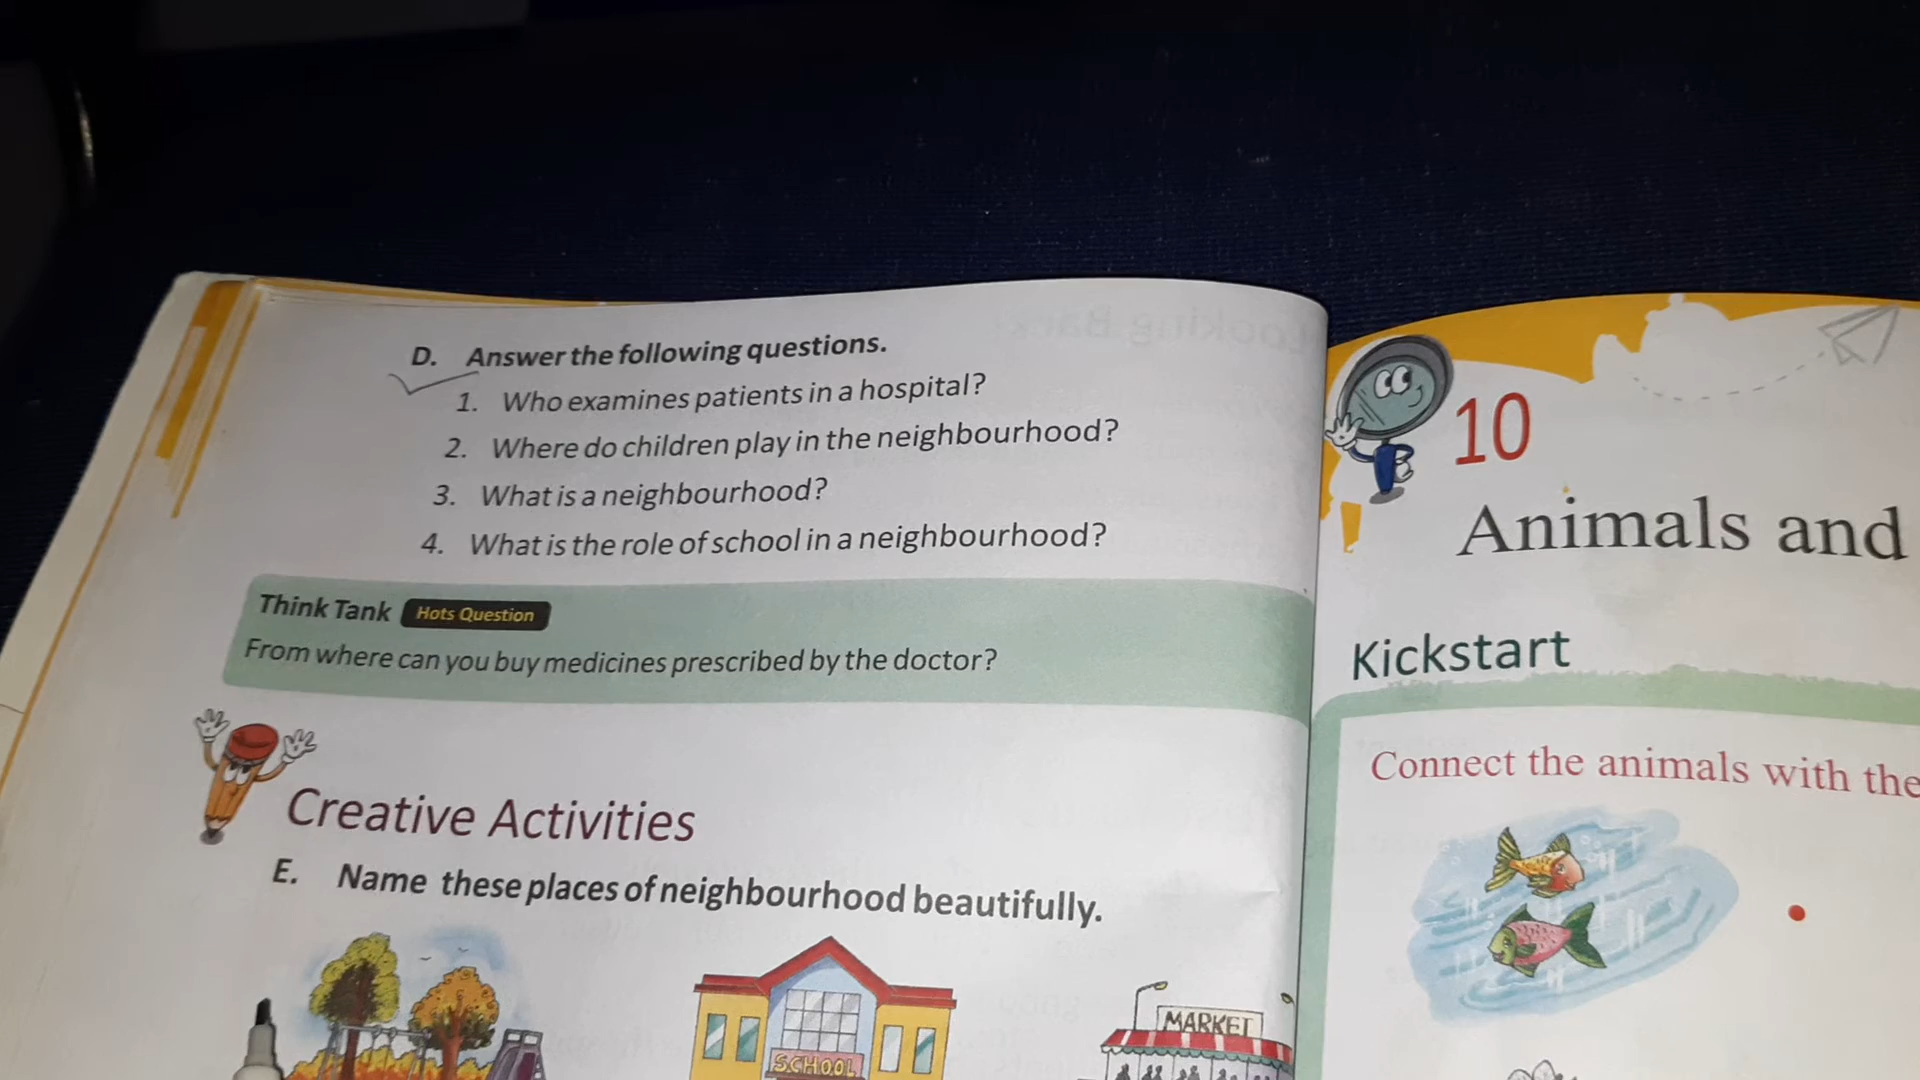 D. Answer the following questions.
1. Who examines patients in a hospital?
2. Where do children play in the neighbourhood?
3. What is a neighbourhood?
4. What is the role of school in a neighbourhood?
Think Tank Hots Question
From where can you buy medicines prescribed by the doctor?
Creative Activities
E. Name these places of neighbourhood beautifully.
SCHOOL
MARKET
10
Animals and
Kickstart
Connect the animals with the